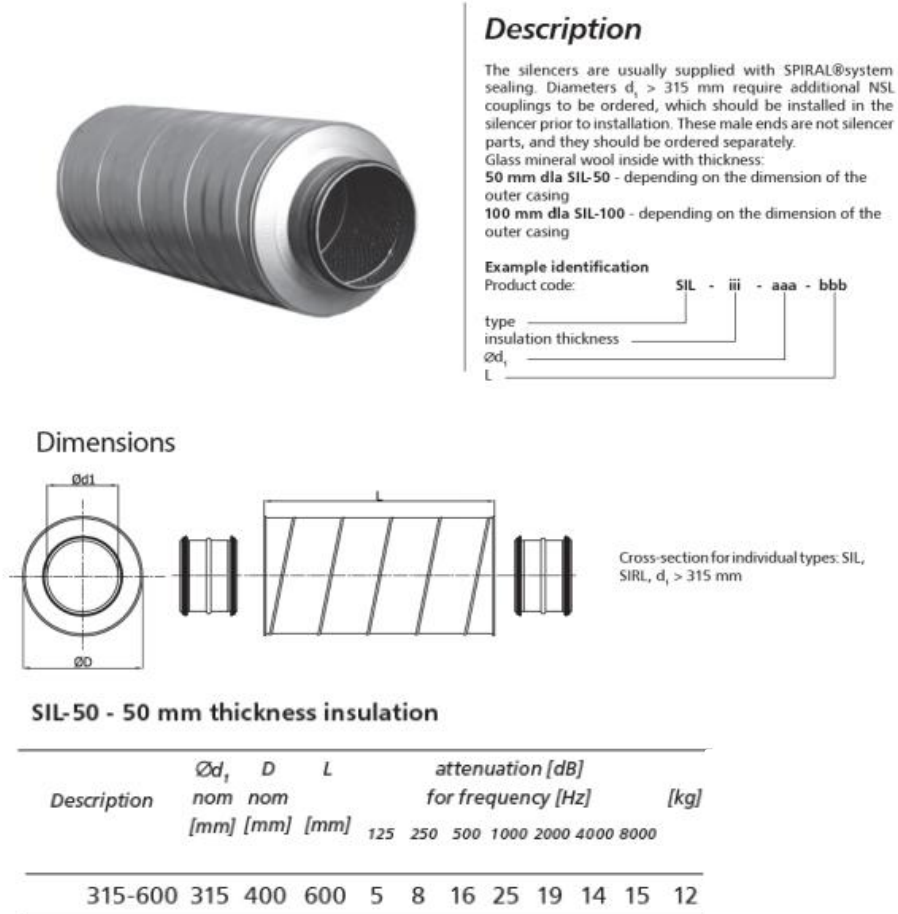 Description
The silencers are usually supplied with SPIRAL®system
sealing. Diameters d₁ > 315 mm require additional NSL
couplings to be ordered, which should be installed in the
silencer prior to installation. These male ends are not silencer
parts, and they should be ordered separately.
Glass mineral wool inside with thickness:
50 mm dla SIL-50 - depending on the dimension of the
outer casing
100 mm dla SIL-100 - depending on the dimension of the
outer casing
Example identification
Product code: SIL - iii - aaa - bbb
type
insulation thickness
Ød₁
L
Dimensions
Ød1
L
ØD
Cross-section for individual types: SIL,
SIRL, d₁ > 315 mm
SIL-50 - 50 mm thickness insulation
Ød₁ D L attenuation [dB]
Description nom nom for frequency [Hz] [kg]
[mm] [mm] [mm] 125 250 500 1000 2000 4000 8000
315-600 315 400 600 5 8 16 25 19 14 15 12